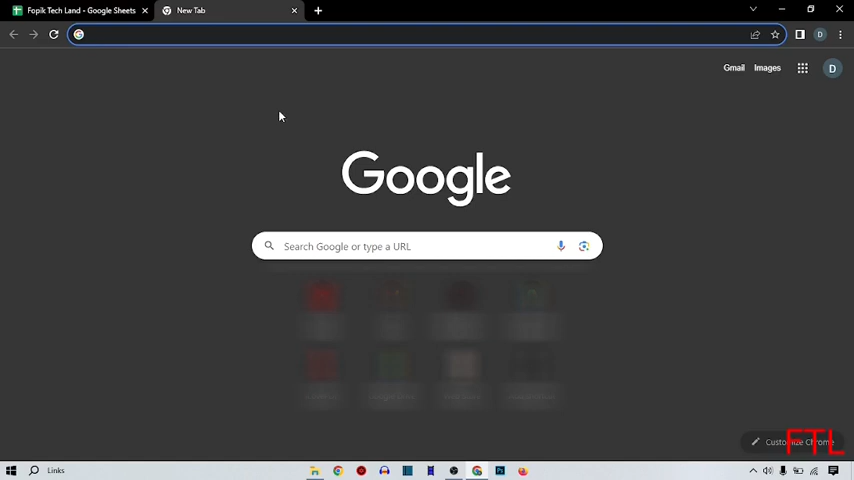 Fopik Tech Land - Google Sheets
New Tab
D
Gmail
Images
D
Google
Search Google or type a URL
Customize Chrome
FTL
Links